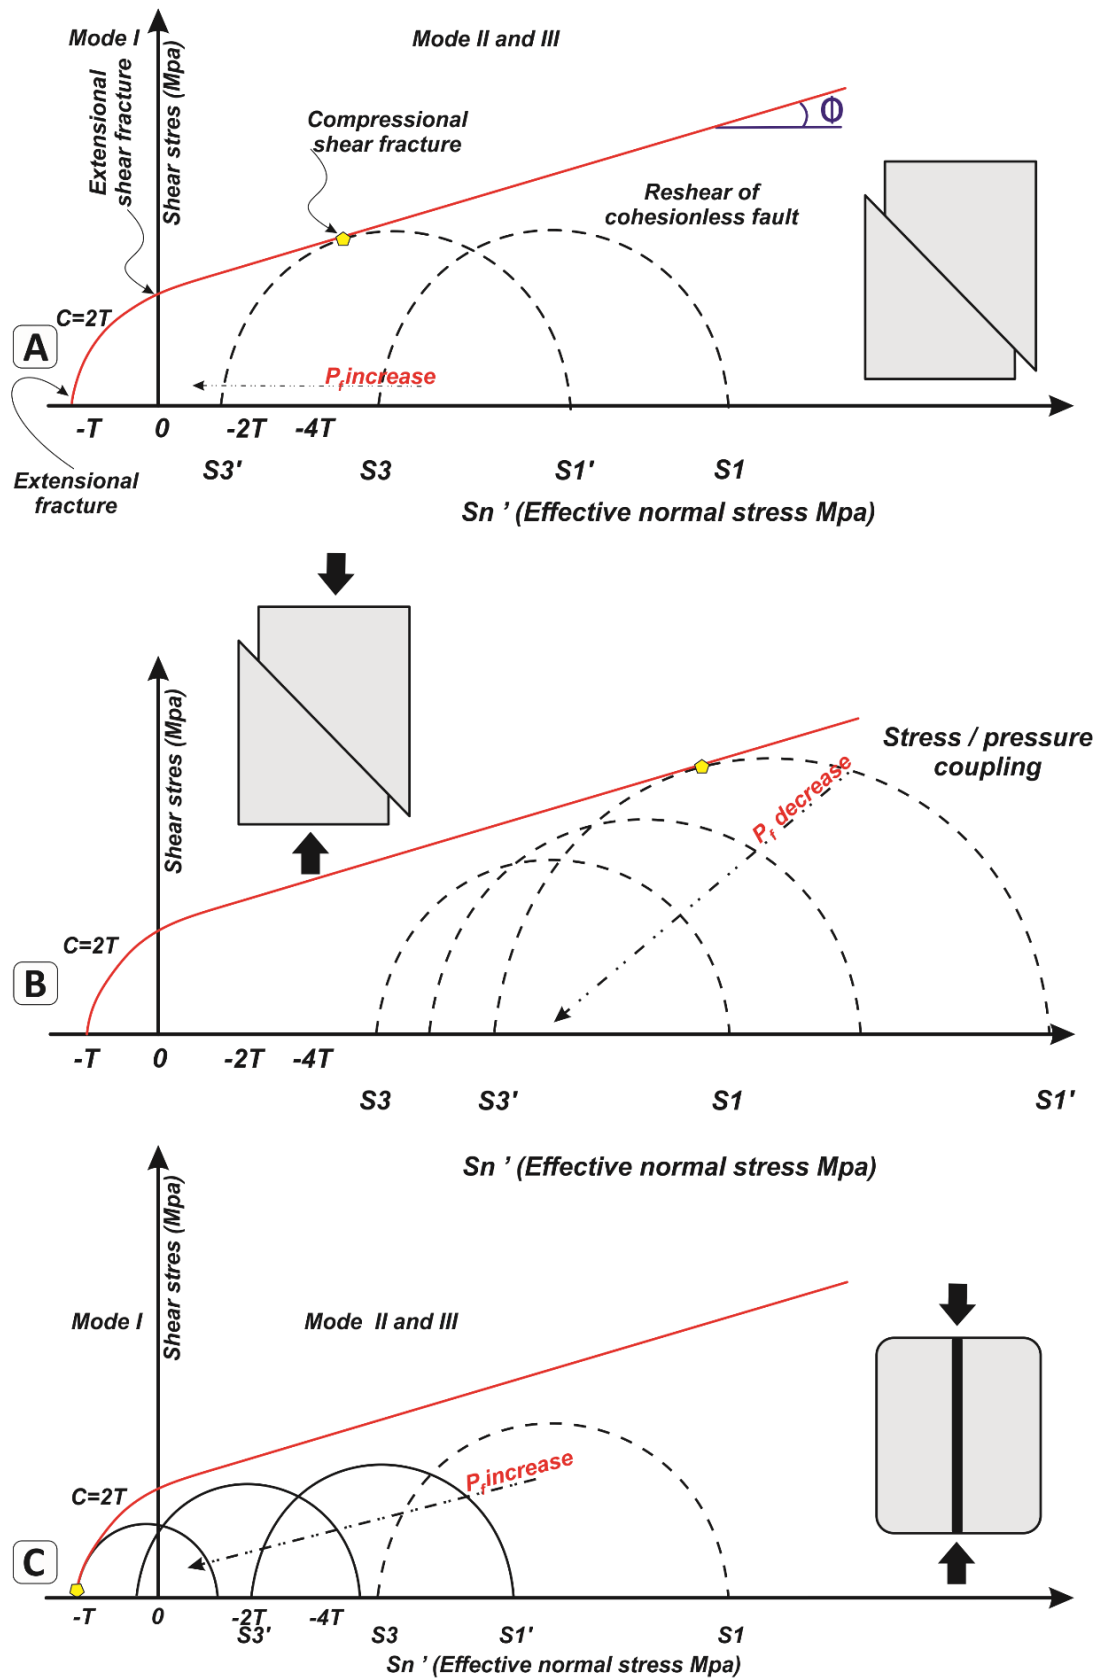 Mode I
Mode II and III
Shear stres (Mpa)
Extensional
shear fracture
Compressional
shear fracture
Φ
Reshear of
cohesionless fault
C=2T
A
Pf increase
-T
0
-2T
-4T
S3'
S3
S1'
S1
Extensional
fracture
Sn ' (Effective normal stress Mpa)
Shear stres (Mpa)
Stress / pressure
coupling
Pf decrease
C=2T
B
-T
0
-2T
-4T
S3
S3'
S1
S1'
Sn ' (Effective normal stress Mpa)
Shear stres (Mpa)
Mode I
Mode II and III
Pf increase
C=2T
C
-T
0
-2T
-4T
S3'
S3
S1'
S1
Sn ' (Effective normal stress Mpa)